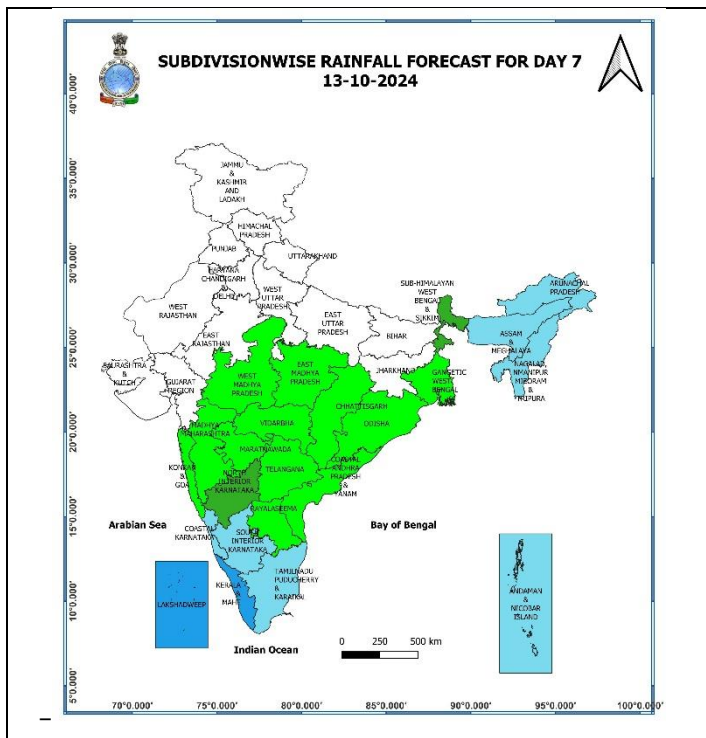 SUBDIVISIONWISE RAINFALL FORECAST FOR DAY 7
13-10-2024
40°0.000'
35°0.000'
30°0.000'
25°0.000'
20°0.000'
15°0.000'
10°0.000'
5°0.000'
JAMMU
&
KASHMIR
AND
LADAKH
HIMACHAL
PRADESH
PUNJAB
UTTARAKHAND
HARYANA
CHANDIGARH
DELHI
WEST
UTTAR
PRADESH
WEST
RAJASTHAN
EAST
RAJASTHAN
EAST
UTTAR
PRADESH
SUB-HIMALAYAN
WEST
BENGAL
&
SIKKIM
ARUNACHAL
PRADESH
BIHAR
ASSAM
&
MEGHALAYA
NAGALAND
MANIPUR
MIZORAM
&
TRIPURA
SAURASHTRA
&
KUTCH
GUJARAT
REGION
WEST
MADHYA
PRADESH
EAST
MADHYA
PRADESH
JHARKHAND
GANGETIC
WEST
BENGAL
CHHATTISGARH
ODISHA
MADHYA
MAHARASHTRA
VIDARBHA
MARATHAWADA
KONKAN
&
GOA
NORTH
INTERIOR
KARNATAKA
TELANGANA
COASTAL
ANDHRA
PRADESH
&
YANAM
RAYALASEEMA
Arabian Sea
Bay of Bengal
COASTAL
KARNATAKA
SOUTH
INTERIOR
KARNATAKA
TAMILNADU
PUDUCHERRY
&
KARAIKAL
KERALA
&
MAHE
LAKSHADWEEP
ANDAMAN
&
NICOBAR
ISLAND
Indian Ocean
0 250 500 km
70°0.000' 75°0.000' 80°0.000' 85°0.000' 90°0.000' 95°0.000' 100°0.000'